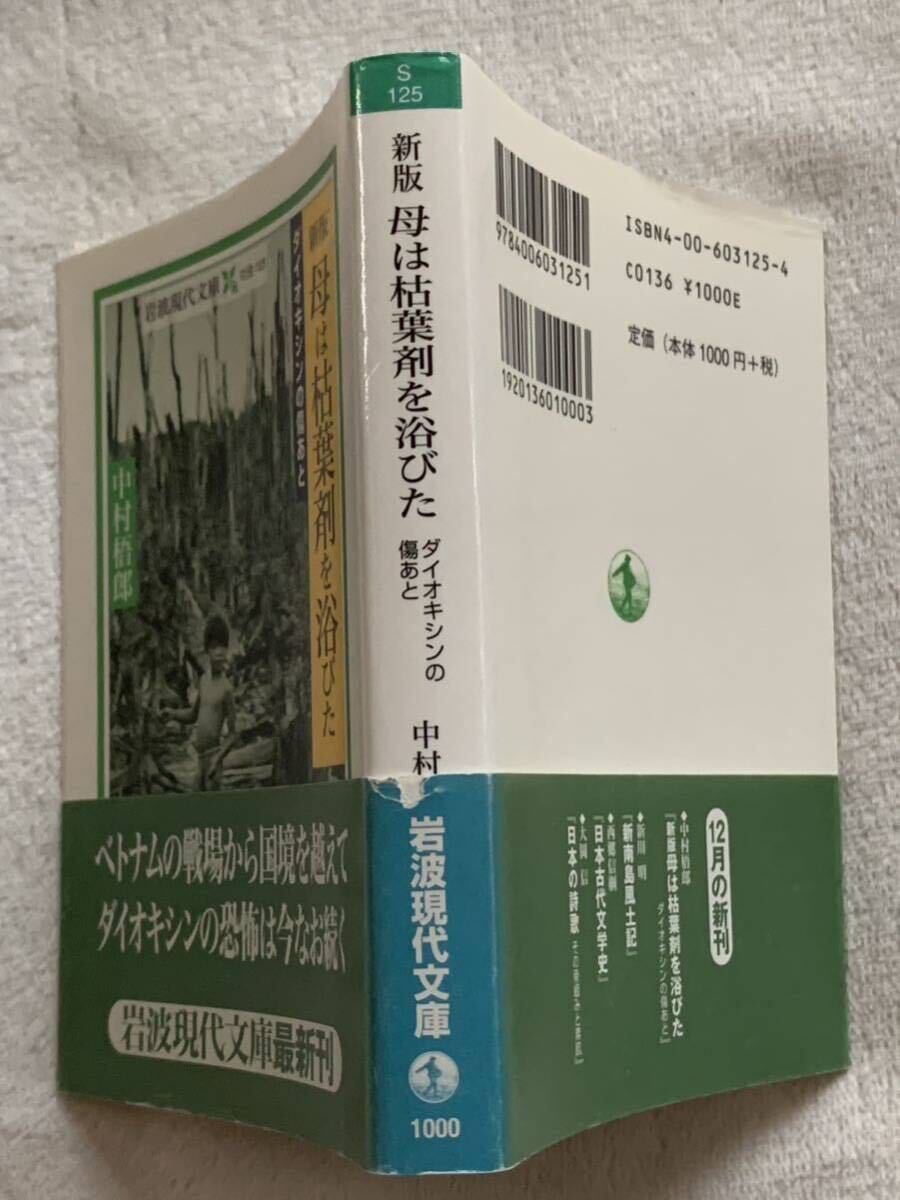 新版
母は枯葉剤を浴びた
ダイオキシンの傷あと
岩波現代文庫
中村梧郎
ベトナムの戦場から国境を越えて
ダイオキシンの恐怖は今なお続く
岩波現代文庫最新刊
S
125
新版 母は枯葉剤を浴びた
ダイオキシンの
傷あと
中村
岩波現代文庫
1000
9784006031251
1920136010003
ISBN4-00-603125-4
C0136 ¥1000E
定価(本体1000円+税)
12月の新刊
◆中村梧郎
『新版母は枯葉剤を浴びた
ダイオキシンの傷あと』
◆新川 明
『新南島風土記』
◆西郷信綱
『日本古代文学史』
◆大岡 信
『日本の詩歌 その骨組みと素肌』